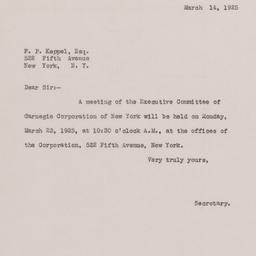 March 14, 1925
F. P. Keppel, Esq.
522 Fifth Avenue
New York, N. Y.
Dear Sir:-
A meeting of the Executive Committee of
Carnegie Corporation of New York will be held on Monday,
March 23, 1925, at 10:30 o'clock A.M., at the offices of
the Corporation, 522 Fifth Avenue, New York.
Very truly yours,
Secretary.